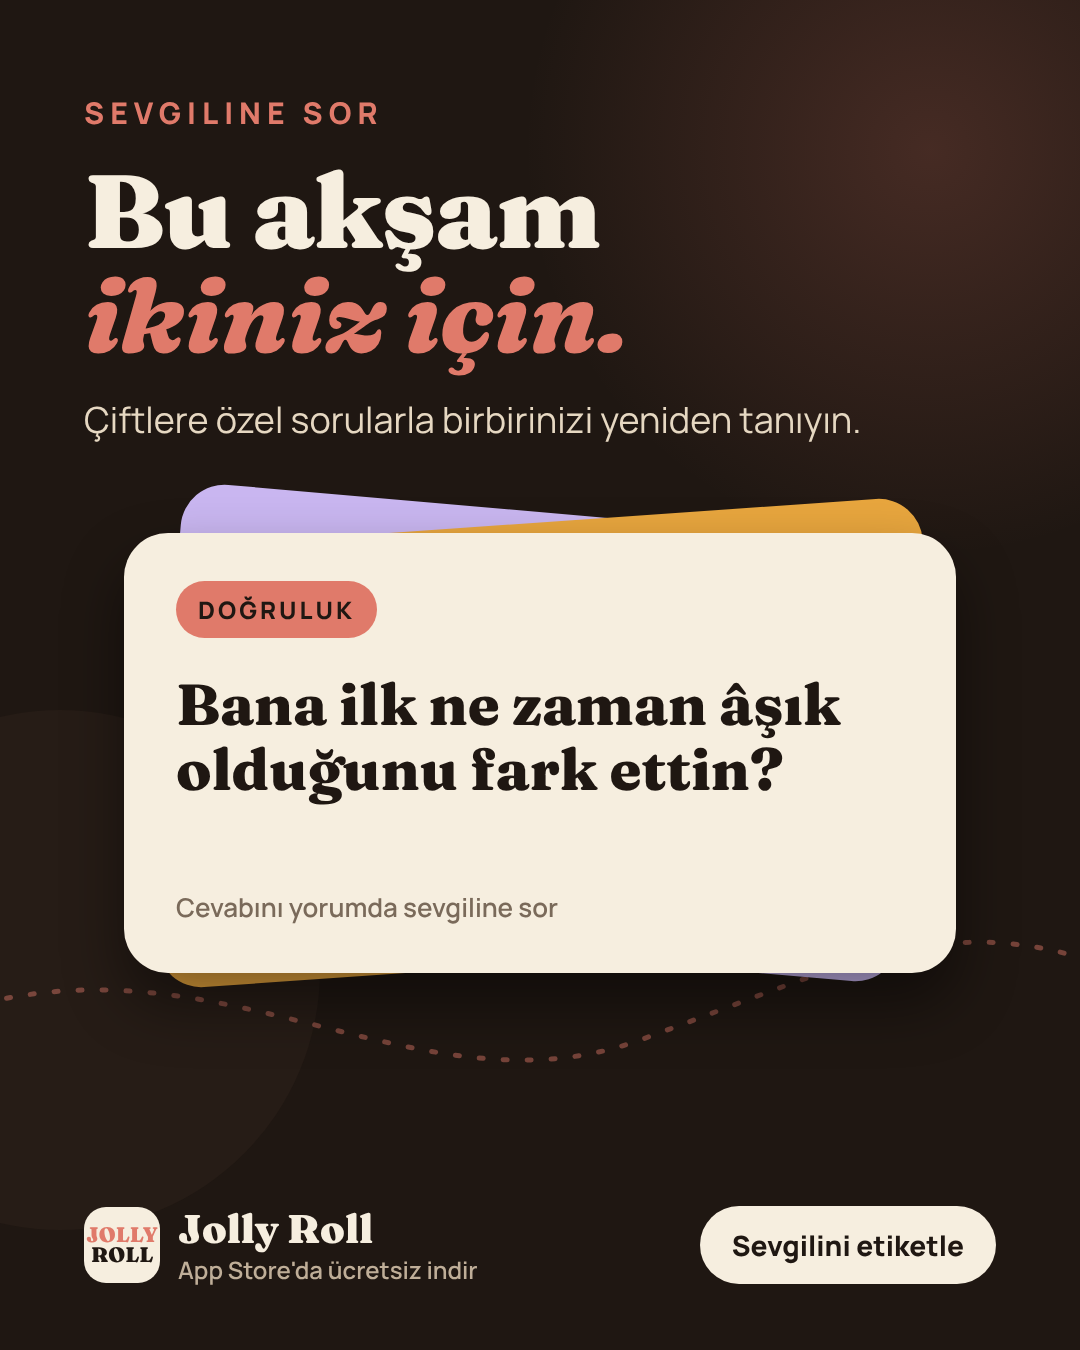 SEVGILINE SOR
Bu akşam
ikiniz için.
Çiftlere özel sorularla birbirinizi yeniden tanıyın.
DOĞRULUK
Bana ilk ne zaman âşık
olduğunu fark ettin?
Cevabını yorumda sevgiline sor
JOLLY
ROLL
Jolly Roll
App Store'da ücretsiz indir
Sevgilini etiketle